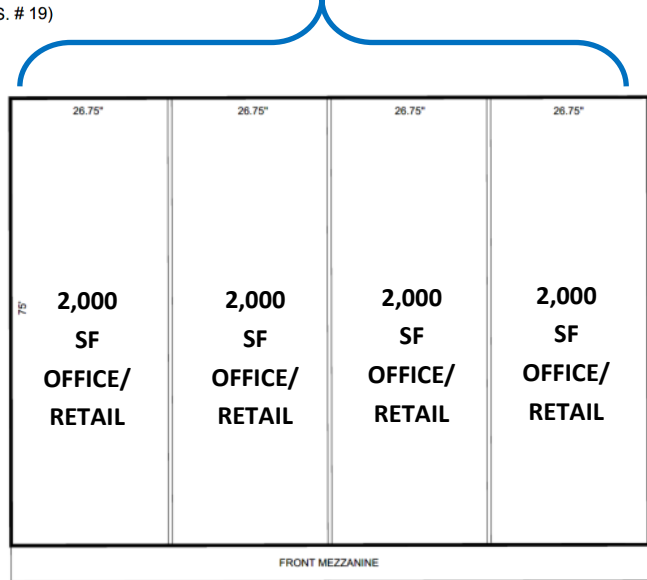 S. # 19)
26.75" 26.75" 26.75" 26.75"
75'
2,000
SF
OFFICE/
RETAIL
2,000
SF
OFFICE/
RETAIL
2,000
SF
OFFICE/
RETAIL
2,000
SF
OFFICE/
RETAIL
FRONT MEZZANINE